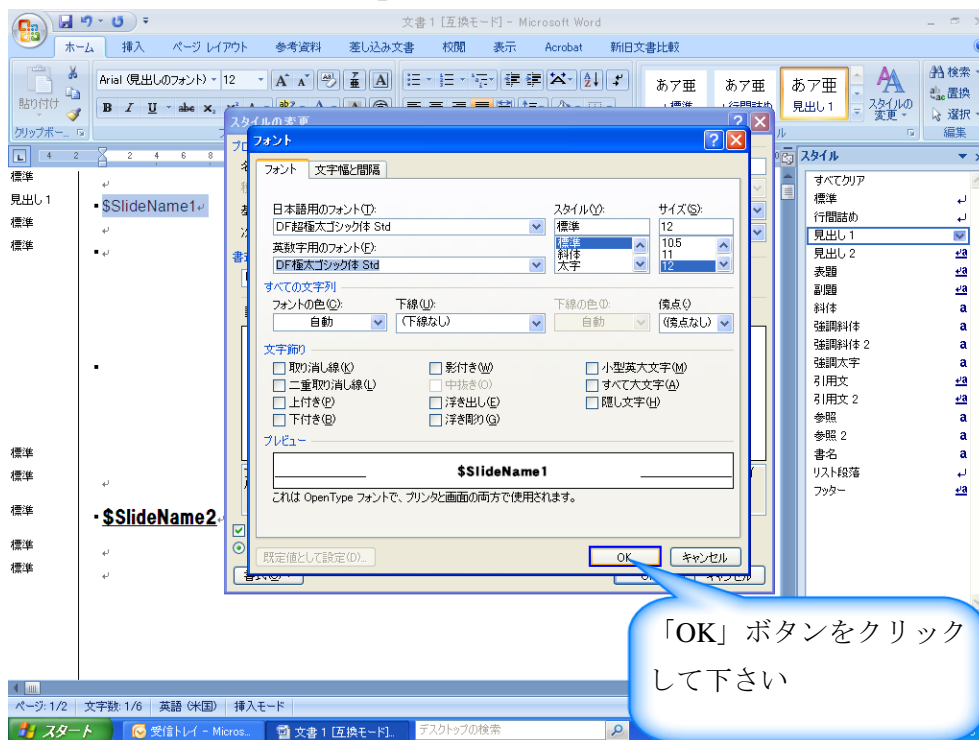 文書 1 [互換モード] - Microsoft Word
ホーム 挿入 ページ レイアウト 参考資料 差し込み文書 校閲 表示 Acrobat 新旧文書比較
貼り付け
クリップボー...
Arial (見出しのフォント) 12
B I U abc x,
あア亜 あア亜 あア亜
見出し 1
スタイルの
変更
検索
置換
選択
編集
スタイルの変更
フォント
フォント 文字幅と間隔
日本語用のフォント(T): スタイル(Y): サイズ(S):
DF超極太ゴシック体 Std 標準 12
英数字用のフォント(F): 標準 10.5
斜体 11
DF極太ゴシック体 Std 太字 12
すべての文字列
フォントの色(C): 下線(U): 下線の色(I): 傍点(·)
自動 (下線なし) 自動 (傍点なし)
文字飾り
取り消し線(K) 影付き(W) 小型英大文字(M)
二重取り消し線(L) 中抜き(O) すべて大文字(A)
上付き(P) 浮き出し(E) 隠し文字(H)
下付き(B) 浮き彫り(G)
プレビュー
$SlideName1
これは OpenType フォントで、プリンタと画面の両方で使用されます。
既定値として設定(D)... OK キャンセル
標準
見出し 1 $SlideName1
標準
標準
標準
標準
標準 $SlideName2
標準
標準
スタイル
すべてクリア
標準
行間詰め
見出し 1
見出し 2
表題
副題
斜体
強調斜体
強調斜体 2
強調太字
引用文
引用文 2
参照
参照 2
書名
リスト段落
フッター
「OK」ボタンをクリック
して下さい
ページ: 1/2 文字数: 1/6 英語 (米国) 挿入モード
スタート 受信トレイ - Micros... 文書 1 [互換モード]... デスクトップの検索